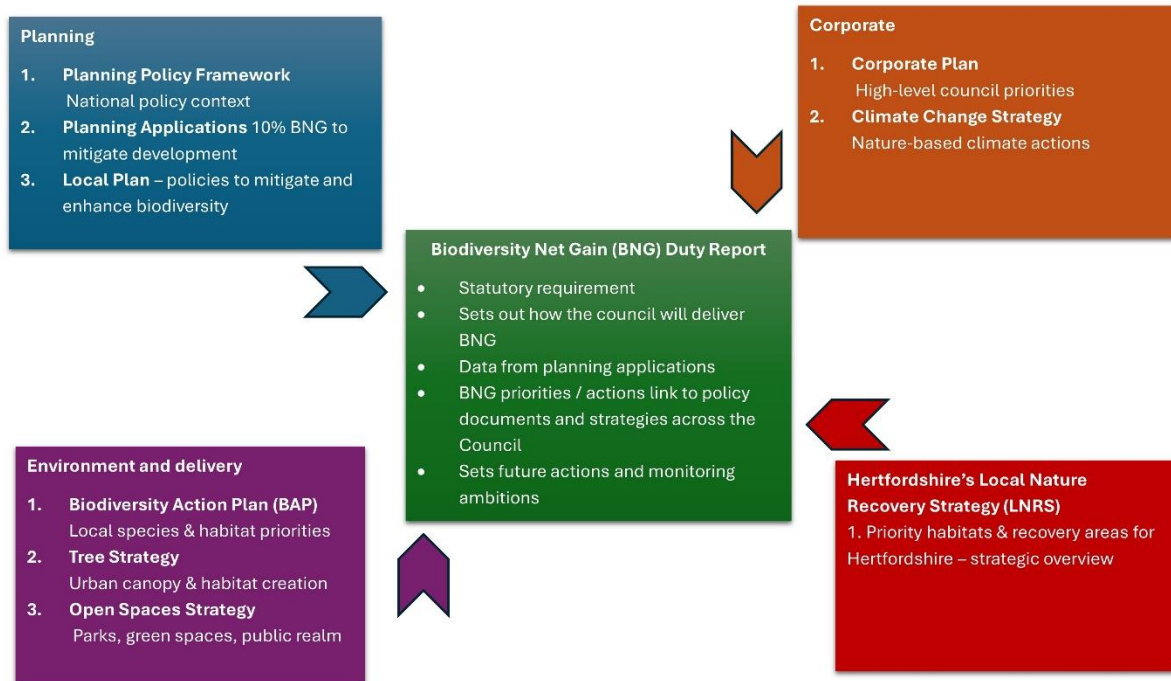 Planning
1. Planning Policy Framework
National policy context
2. Planning Applications 10% BNG to
mitigate development
3. Local Plan – policies to mitigate and
enhance biodiversity
Corporate
1. Corporate Plan
High-level council priorities
2. Climate Change Strategy
Nature-based climate actions
Biodiversity Net Gain (BNG) Duty Report
• Statutory requirement
• Sets out how the council will deliver
BNG
• Data from planning applications
• BNG priorities / actions link to policy
documents and strategies across the
Council
• Sets future actions and monitoring
ambitions
Environment and delivery
1. Biodiversity Action Plan (BAP)
Local species & habitat priorities
2. Tree Strategy
Urban canopy & habitat creation
3. Open Spaces Strategy
Parks, green spaces, public realm
Hertfordshire’s Local Nature
Recovery Strategy (LNRS)
1. Priority habitats & recovery areas for
Hertfordshire – strategic overview